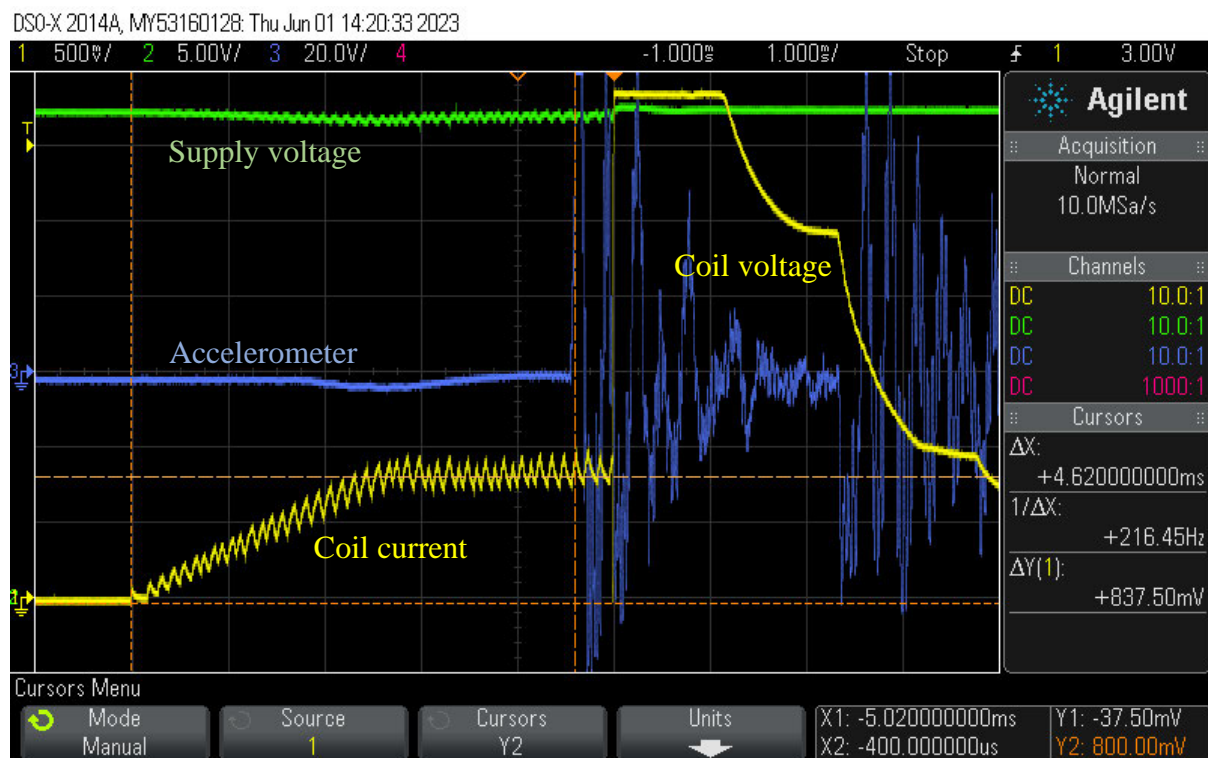 DSO-X 2014A, MY53160128: Thu Jun 01 14:20:33 2023
1 500V/ 2 5.00V/ 3 20.0V/ 4 -1.000s 1.000s/ Stop 1 3.00V
T
Agilent
Acquisition
Normal
10.0MSa/s
Channels
DC 10.0:1
DC 10.0:1
DC 10.0:1
DC 1000:1
Cursors
ΔX:
+4.620000000ms
1/ΔX:
+216.45Hz
ΔY(1):
+837.50mV
Supply voltage
Coil voltage
Accelerometer
3
Coil current
Cursors Menu
Mode
Manual
Source
1
Cursors
Y2
Units
X1: -5.020000000ms
X2: -400.000000us
Y1: -37.50mV
Y2: 800.00mV